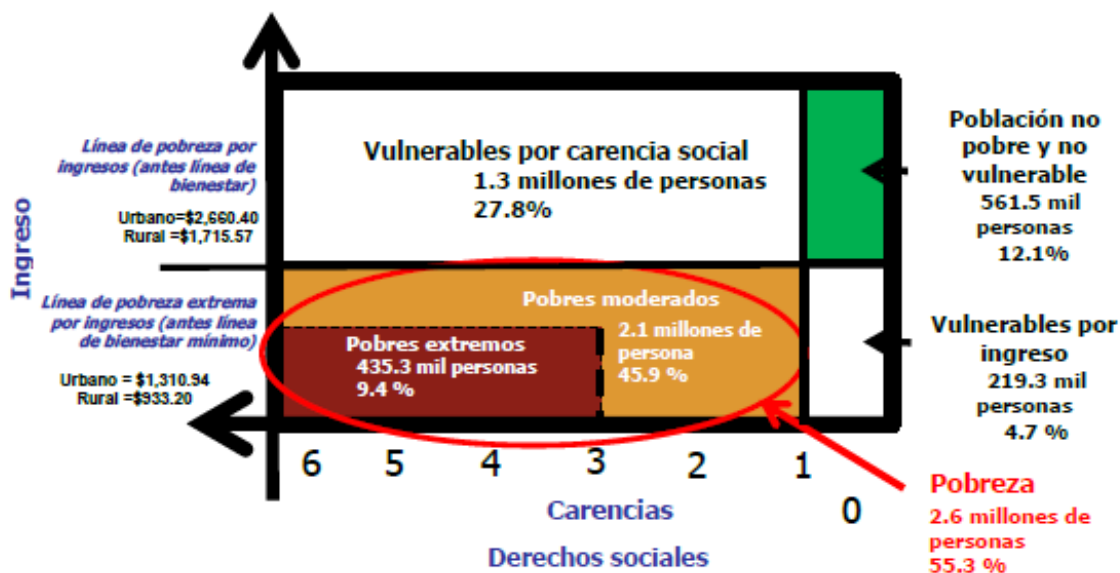 Ingreso
Línea de pobreza por
ingresos (antes línea de
bienestar)
Urbano=$2,660.40
Rural =$1,715.57
Línea de pobreza extrema
por ingresos (antes línea
de bienestar mínimo)
Urbano = $1,310.94
Rural =$933.20
Vulnerables por carencia social
1.3 millones de personas
27.8%
Pobres moderados
2.1 millones de
persona
45.9 %
Pobres extremos
435.3 mil personas
9.4 %
Población no
pobre y no
vulnerable
561.5 mil
personas
12.1%
Vulnerables por
ingreso
219.3 mil
personas
4.7 %
6 5 4 3 2 1
0
Carencias
Derechos sociales
Pobreza
2.6 millones de
personas
55.3 %